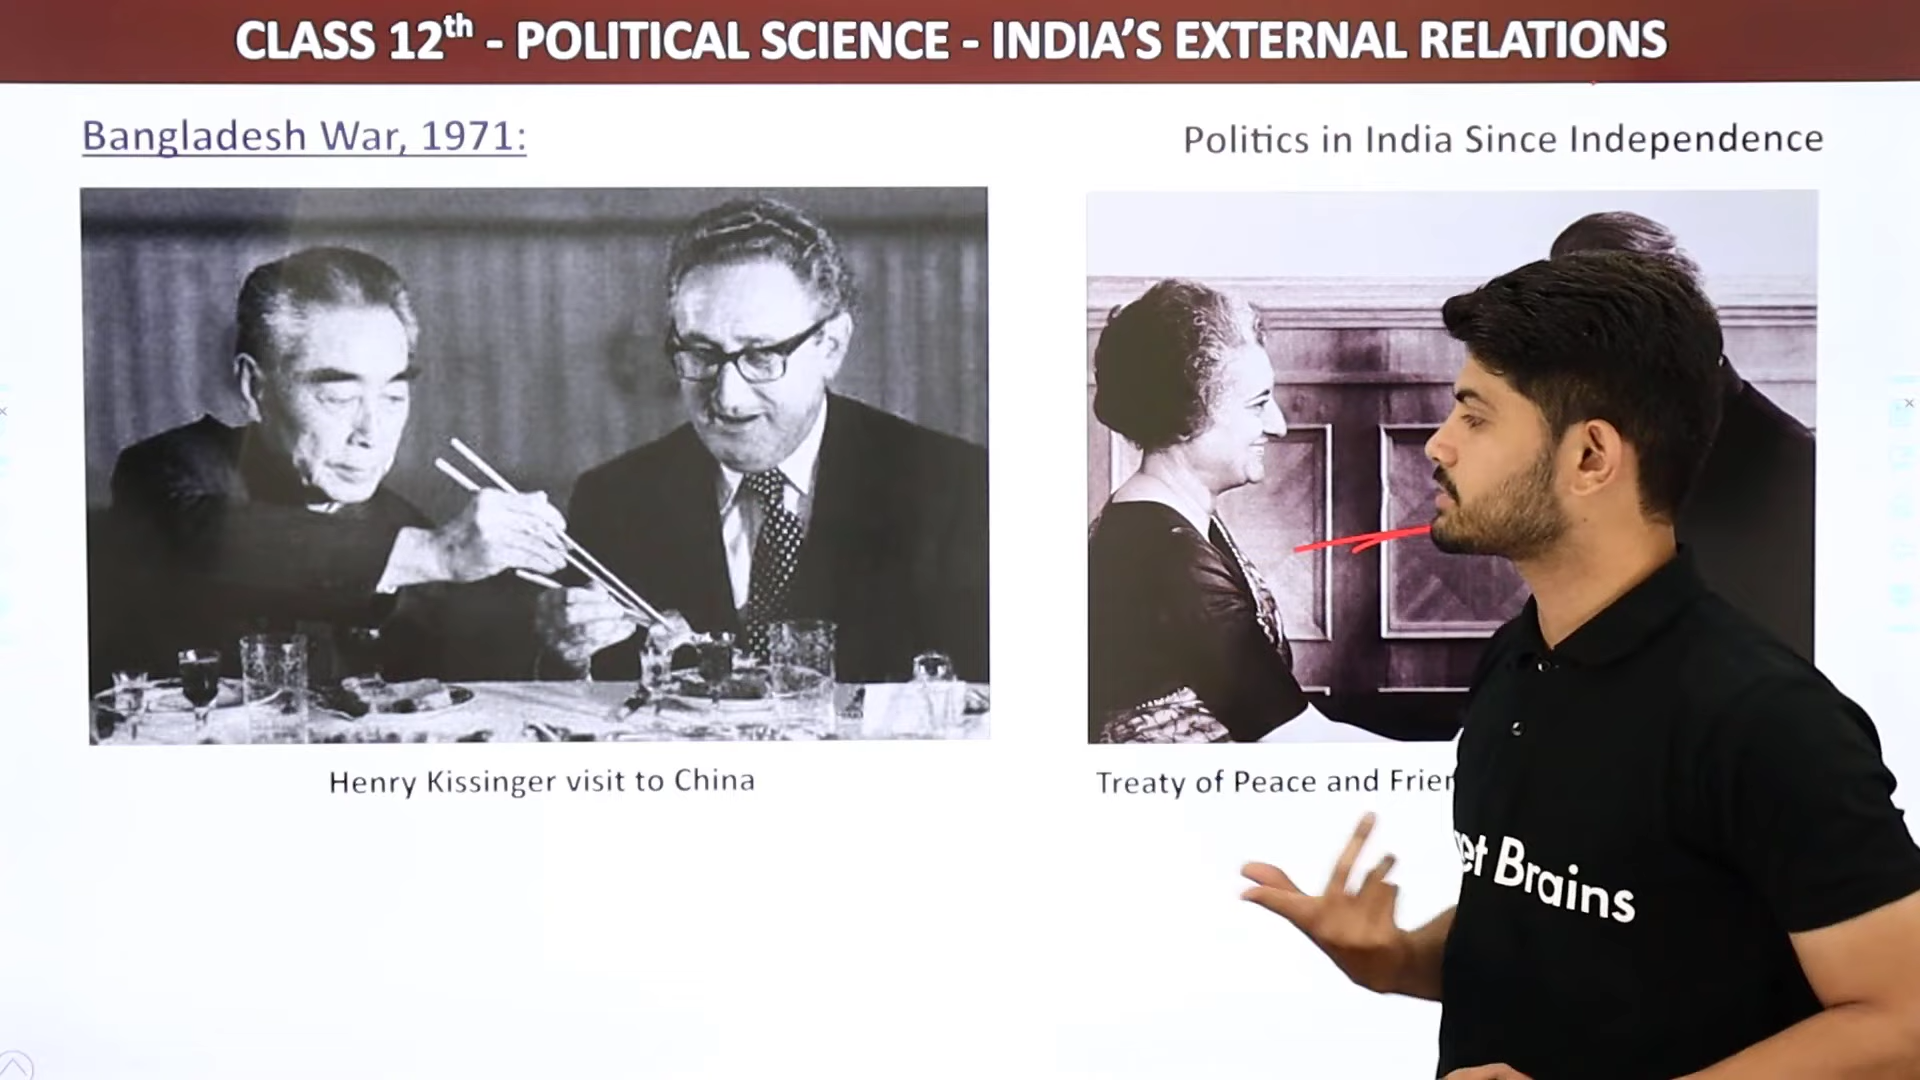 CLASS 12th - POLITICAL SCIENCE - INDIA'S EXTERNAL RELATIONS
Bangladesh War, 1971:
Politics in India Since Independence
Henry Kissinger visit to China
Treaty of Peace and
Brains